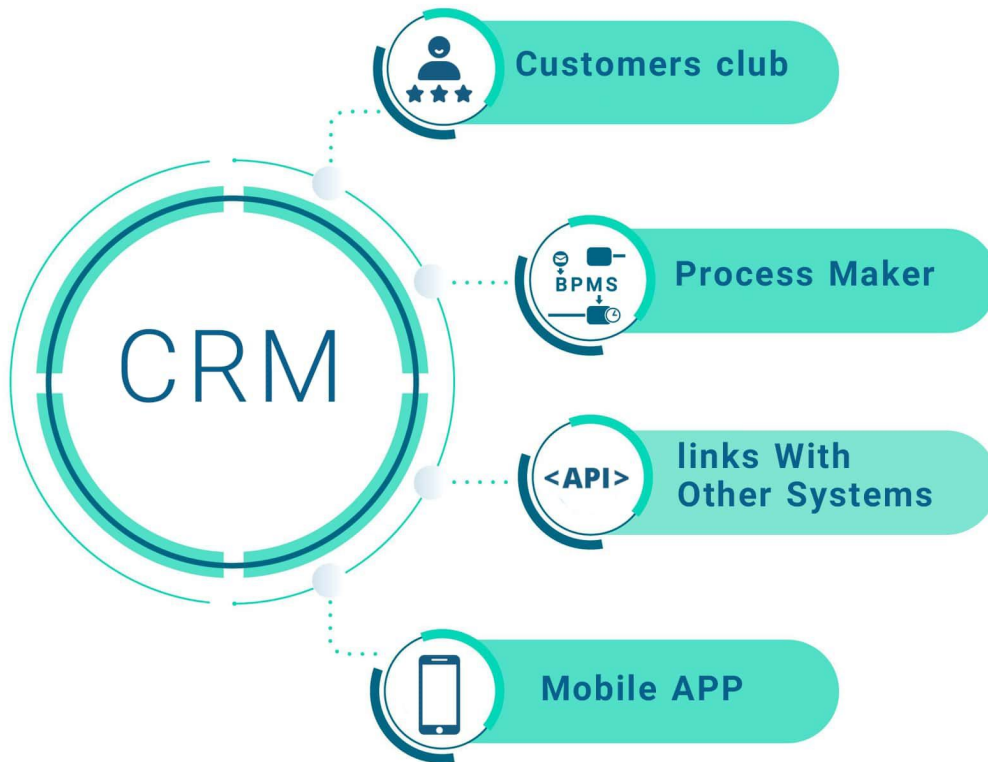 Customers club
CRM
BPMS
Process Maker
<API>
links With
Other Systems
Mobile APP